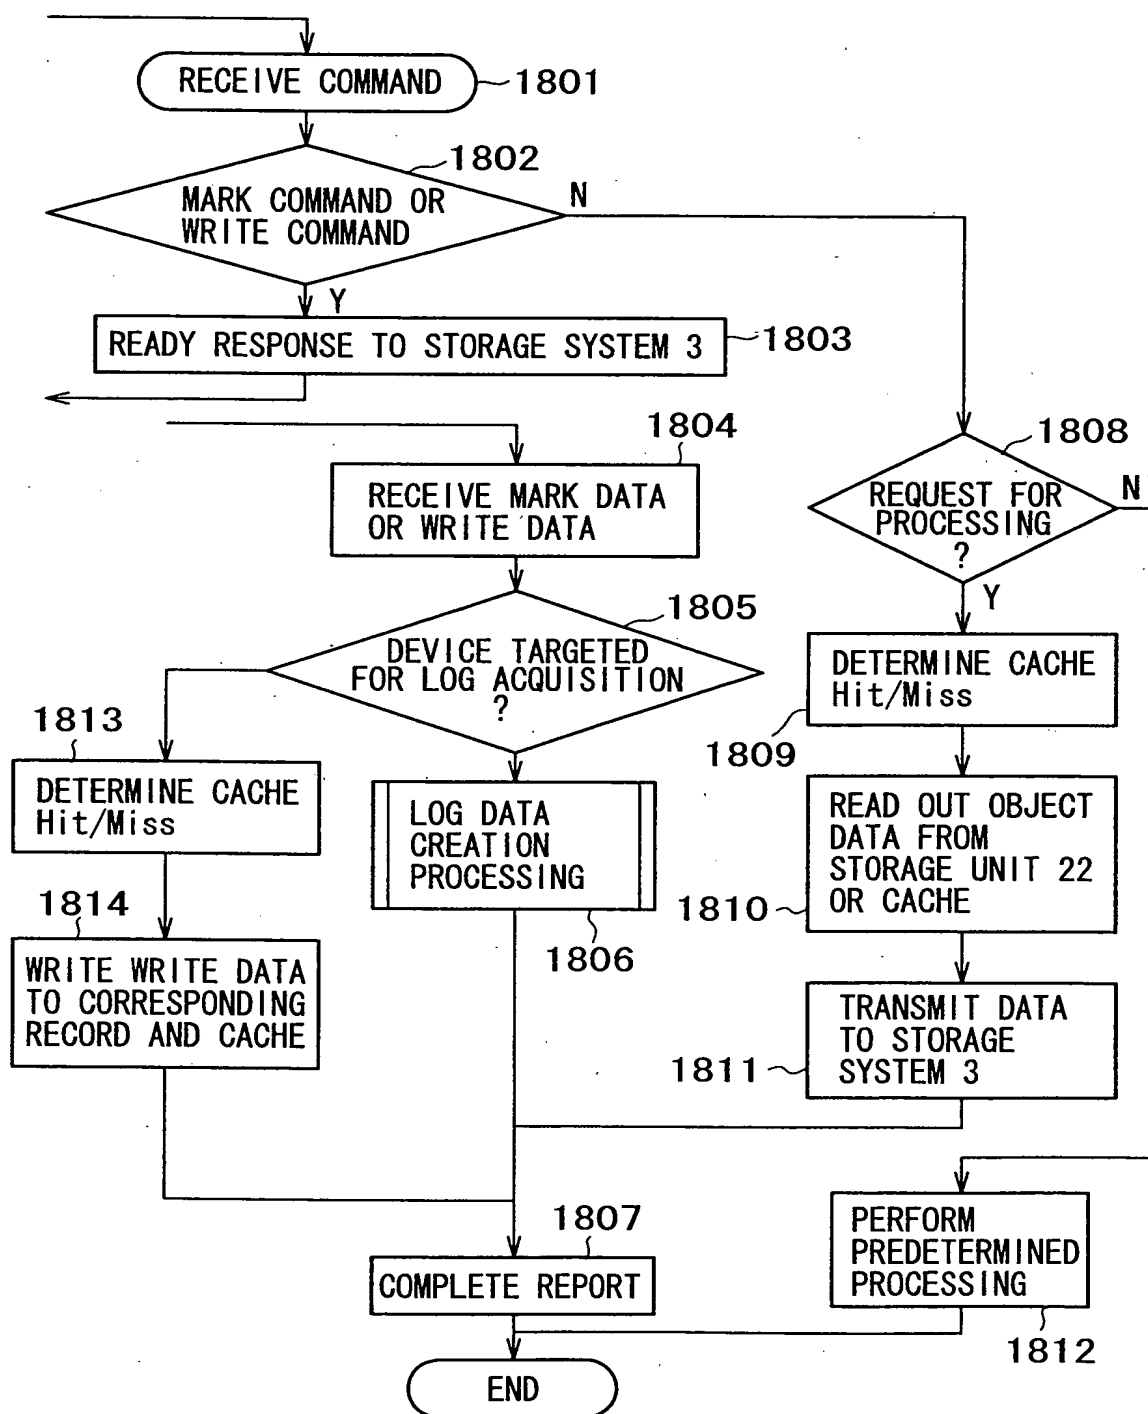 RECEIVE COMMAND
1801
1802
MARK COMMAND OR
WRITE COMMAND
N
Y
READY RESPONSE TO STORAGE SYSTEM 3
1803
1804
RECEIVE MARK DATA
OR WRITE DATA
1805
DEVICE TARGETED
FOR LOG ACQUISITION
?
1808
REQUEST FOR
PROCESSING
?
N
Y
1813
DETERMINE CACHE
Hit/Miss
LOG DATA
CREATION
PROCESSING
1806
DETERMINE CACHE
Hit/Miss
1809
READ OUT OBJECT
DATA FROM
STORAGE UNIT 22
OR CACHE
1810
1814
WRITE WRITE DATA
TO CORRESPONDING
RECORD AND CACHE
TRANSMIT DATA
TO STORAGE
SYSTEM 3
1811
1807
COMPLETE REPORT
PERFORM
PREDETERMINED
PROCESSING
1812
END